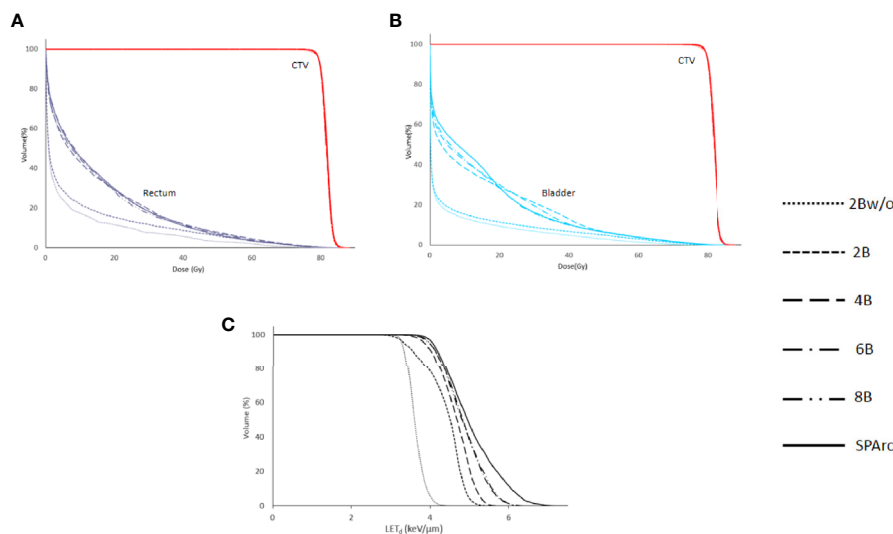 A
100
80
60
40
20
0
Volume(%)
CTV
Rectum
0
20
40
60
80
Dose (Gy)
B
100
80
60
40
20
0
Volume(%)
CTV
Bladder
0
20
40
60
80
Dose(Gy)
C
100
80
60
40
20
0
Volume (%)
0
2
4
6
LETd (keV/μm)
2Bw/o
2B
4B
6B
8B
SPArc